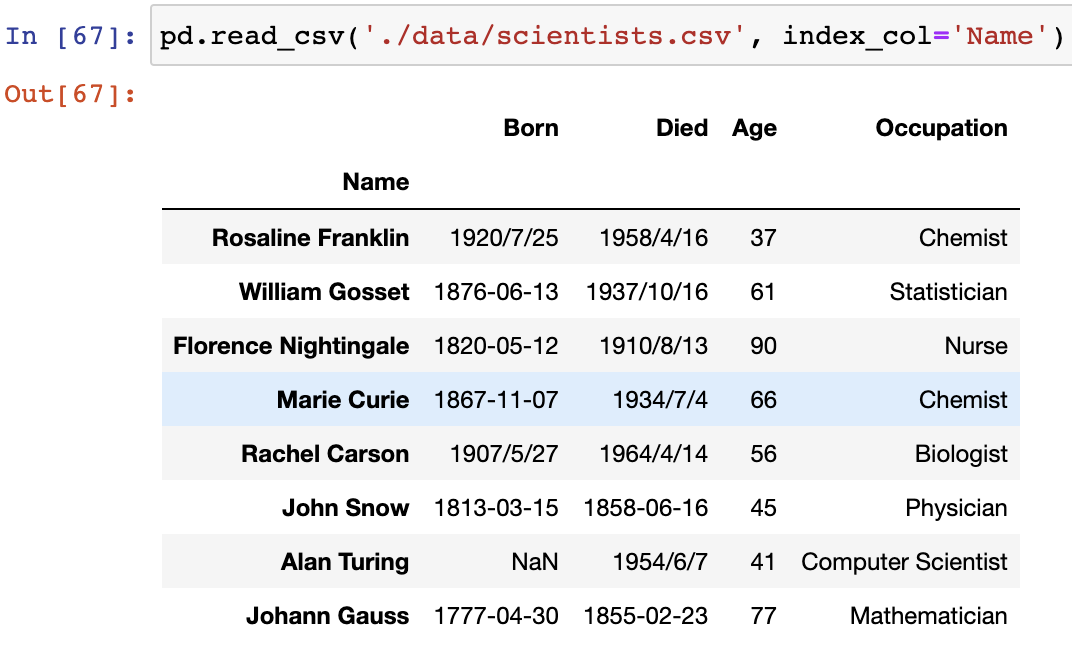 In [67]: pd.read_csv('./data/scientists.csv', index_col='Name')
Out[67]:
Born Died Age Occupation
Name
Rosaline Franklin 1920/7/25 1958/4/16 37 Chemist
William Gosset 1876-06-13 1937/10/16 61 Statistician
Florence Nightingale 1820-05-12 1910/8/13 90 Nurse
Marie Curie 1867-11-07 1934/7/4 66 Chemist
Rachel Carson 1907/5/27 1964/4/14 56 Biologist
John Snow 1813-03-15 1858-06-16 45 Physician
Alan Turing NaN 1954/6/7 41 Computer Scientist
Johann Gauss 1777-04-30 1855-02-23 77 Mathematician